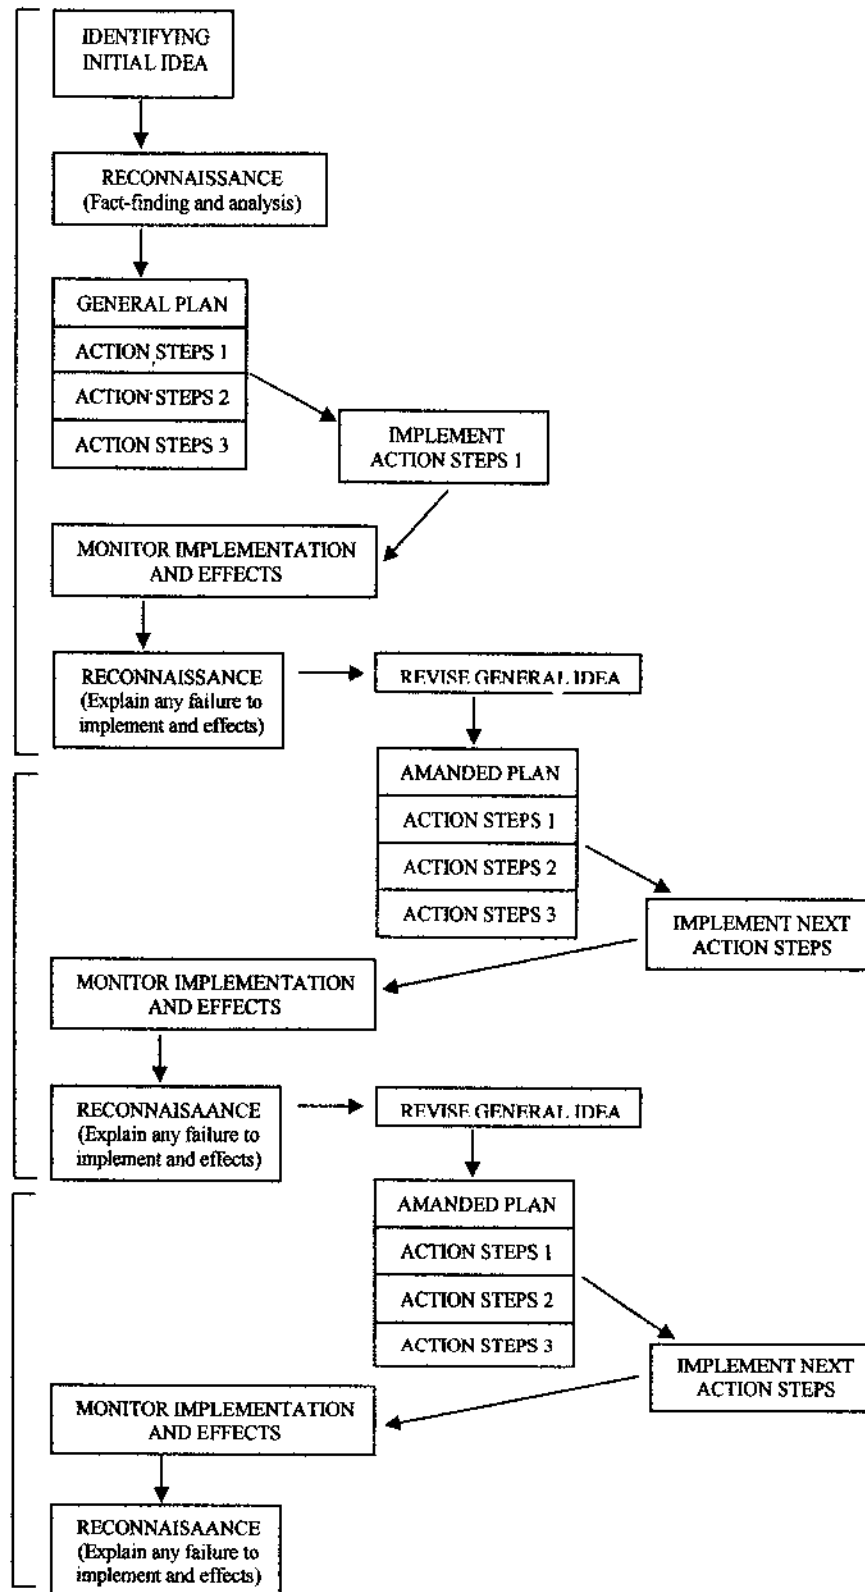 IDENTIFYING
INITIAL IDEA
RECONNAISSANCE
(Fact-finding and analysis)
GENERAL PLAN
ACTION STEPS 1
ACTION STEPS 2
ACTION STEPS 3
IMPLEMENT
ACTION STEPS 1
MONITOR IMPLEMENTATION
AND EFFECTS
RECONNAISSANCE
(Explain any failure to
implement and effects)
REVISE GENERAL IDEA
AMANDED PLAN
ACTION STEPS 1
ACTION STEPS 2
ACTION STEPS 3
IMPLEMENT NEXT
ACTION STEPS
MONITOR IMPLEMENTATION
AND EFFECTS
RECONNAISAANCE
(Explain any failure to
implement and effects)
REVISE GENERAL IDEA
AMANDED PLAN
ACTION STEPS 1
ACTION STEPS 2
ACTION STEPS 3
IMPLEMENT NEXT
ACTION STEPS
MONITOR IMPLEMENTATION
AND EFFECTS
RECONNAISAANCE
(Explain any failure to
implement and effects)